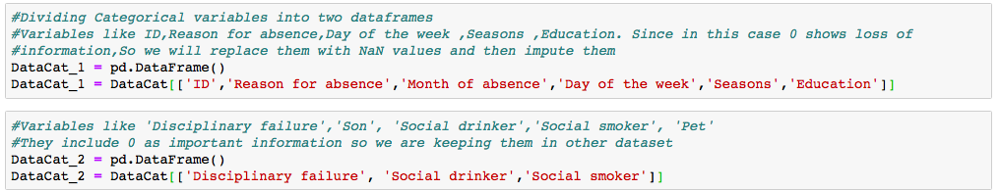 #Dividing Categorical variables into two dataframes
#Variables like ID,Reason for absence,Day of the week ,Seasons ,Education. Since in this case 0 shows loss of
#information,So we will replace them with NaN values and then impute them
DataCat_1 = pd.DataFrame()
DataCat_1 = DataCat[['ID','Reason for absence','Month of absence','Day of the week','Seasons','Education']]
#Variables like 'Disciplinary failure','Son', 'Social drinker','Social smoker', 'Pet'
#They include 0 as important information so we are keeping them in other dataset
DataCat_2 = pd.DataFrame()
DataCat_2 = DataCat[['Disciplinary failure', 'Social drinker','Social smoker']]